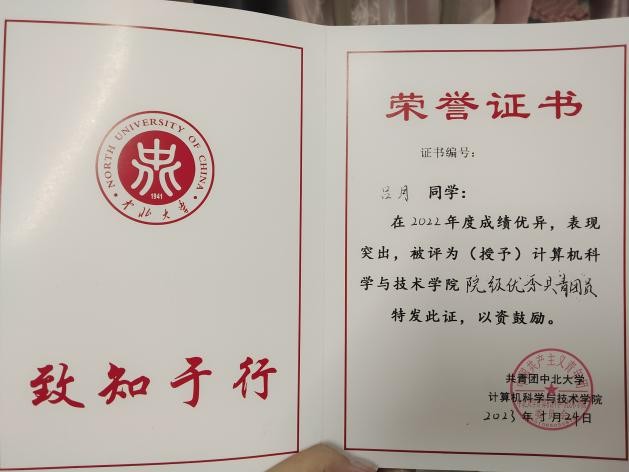 NORTH UNIVERSITY OF CHINA
1941
中北大学
致知于行
荣誉证书
证书编号：
吕月 同学：
在2022年度成绩优异，表现
突出，被评为（授予）计算机科
学与技术学院院级优秀共青团员
特发此证，以资鼓励。
共青团中北大学
计算机科学与技术学院
2023年5月24日